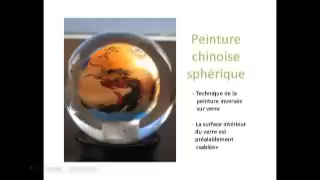 Peinture
chinoise
sphérique
- Technique de la
peinture inversée
sur verre
- La surface intérieur
du verre est
préalablement
«sablée»